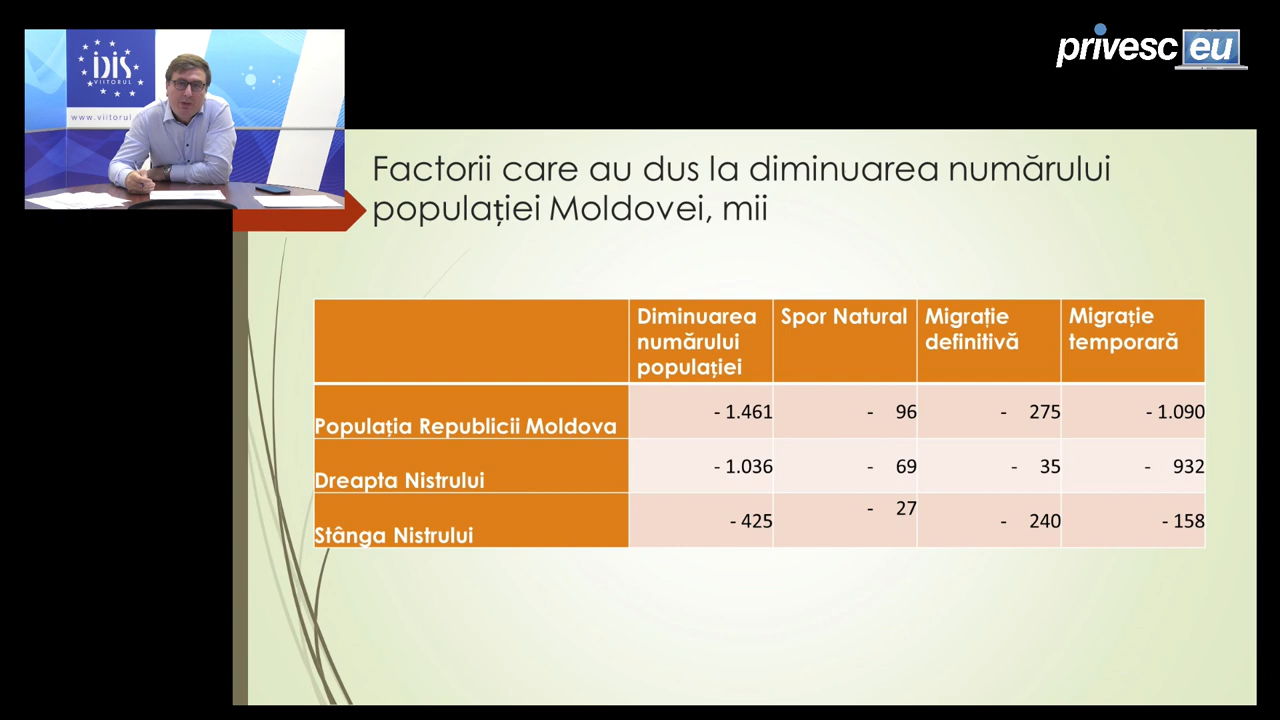 iDiS
VIITORUL
www.viitorul
privesc eu
Factorii care au dus la diminuarea numărului
populației Moldovei, mii
Diminuarea numărului populației Spor Natural Migrație definitivă Migrație temporară
Populația Republicii Moldova - 1.461 - 96 - 275 - 1.090
Dreapta Nistrului - 1.036 - 69 - 35 - 932
Stânga Nistrului - 425 - 27 - 240 - 158